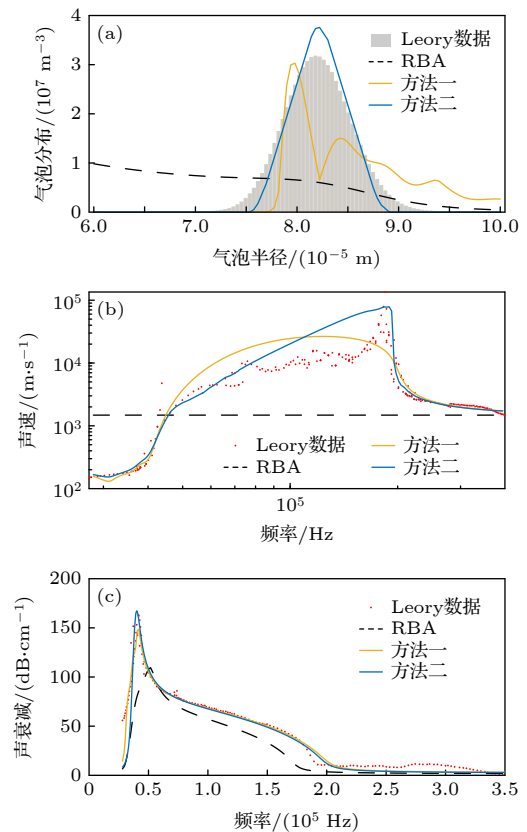 (a)
Leory数据
RBA
方法一
方法二
气泡分布/(10⁷ m⁻³)
4
3
2
1
0
6.0 7.0 8.0 9.0 10.0
气泡半径/(10⁻⁵ m)
(b)
声速/(m·s⁻¹)
10⁵
10⁴
10³
10²
Leory数据 方法一
RBA 方法二
10⁵
频率/Hz
(c)
声衰减/(dB·cm⁻¹)
200
150
100
50
0
Leory数据
RBA
方法一
方法二
0 0.5 1.0 1.5 2.0 2.5 3.0 3.5
频率/(10⁵ Hz)